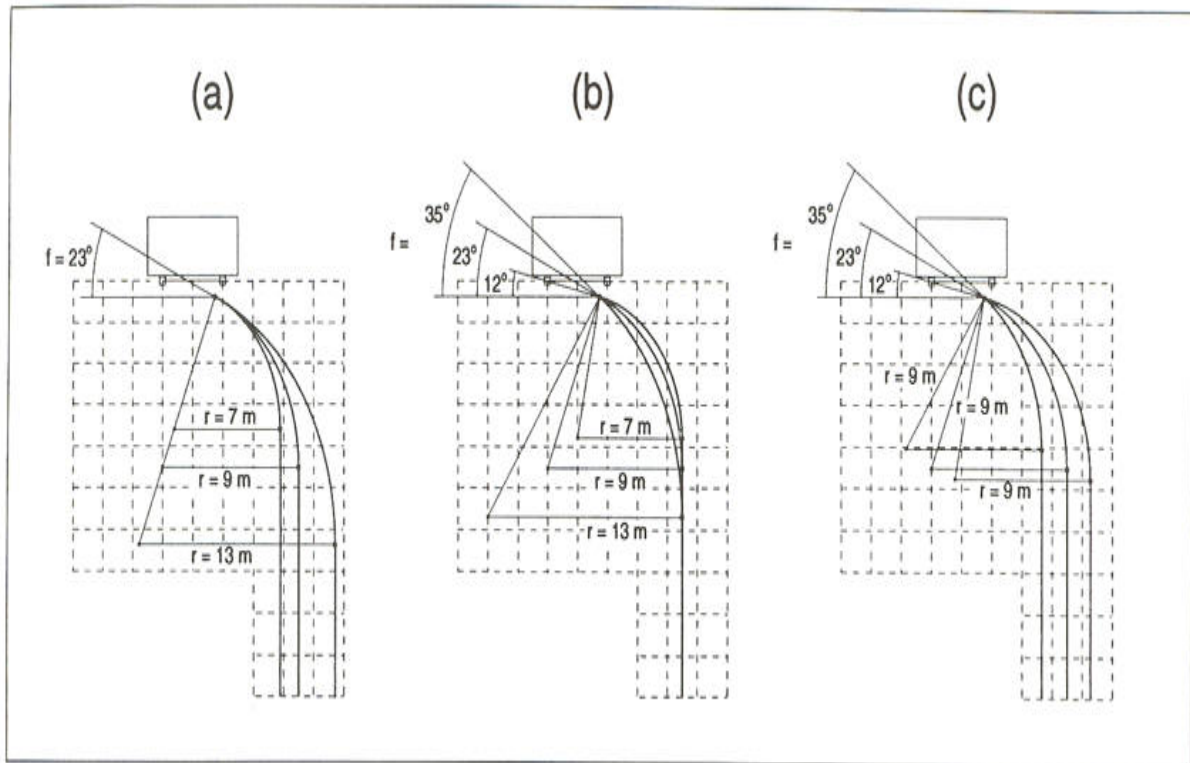 (a)
(b)
(c)
f = 23°
r = 7 m
r = 9 m
r = 13 m
f =
35°
23°
12°
r = 7 m
r = 9 m
r = 13 m
f =
35°
23°
12°
r = 9 m
r = 9 m
r = 9 m